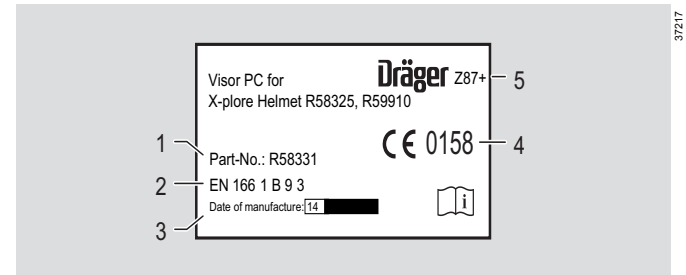 37217
Visor PC for
Dräger Z87+ 5
X-plore Helmet R58325, R59910
CE 0158 4
1 Part-No.: R58331
2 EN 166 1 B 9 3
3 Date of manufacture: 14
i